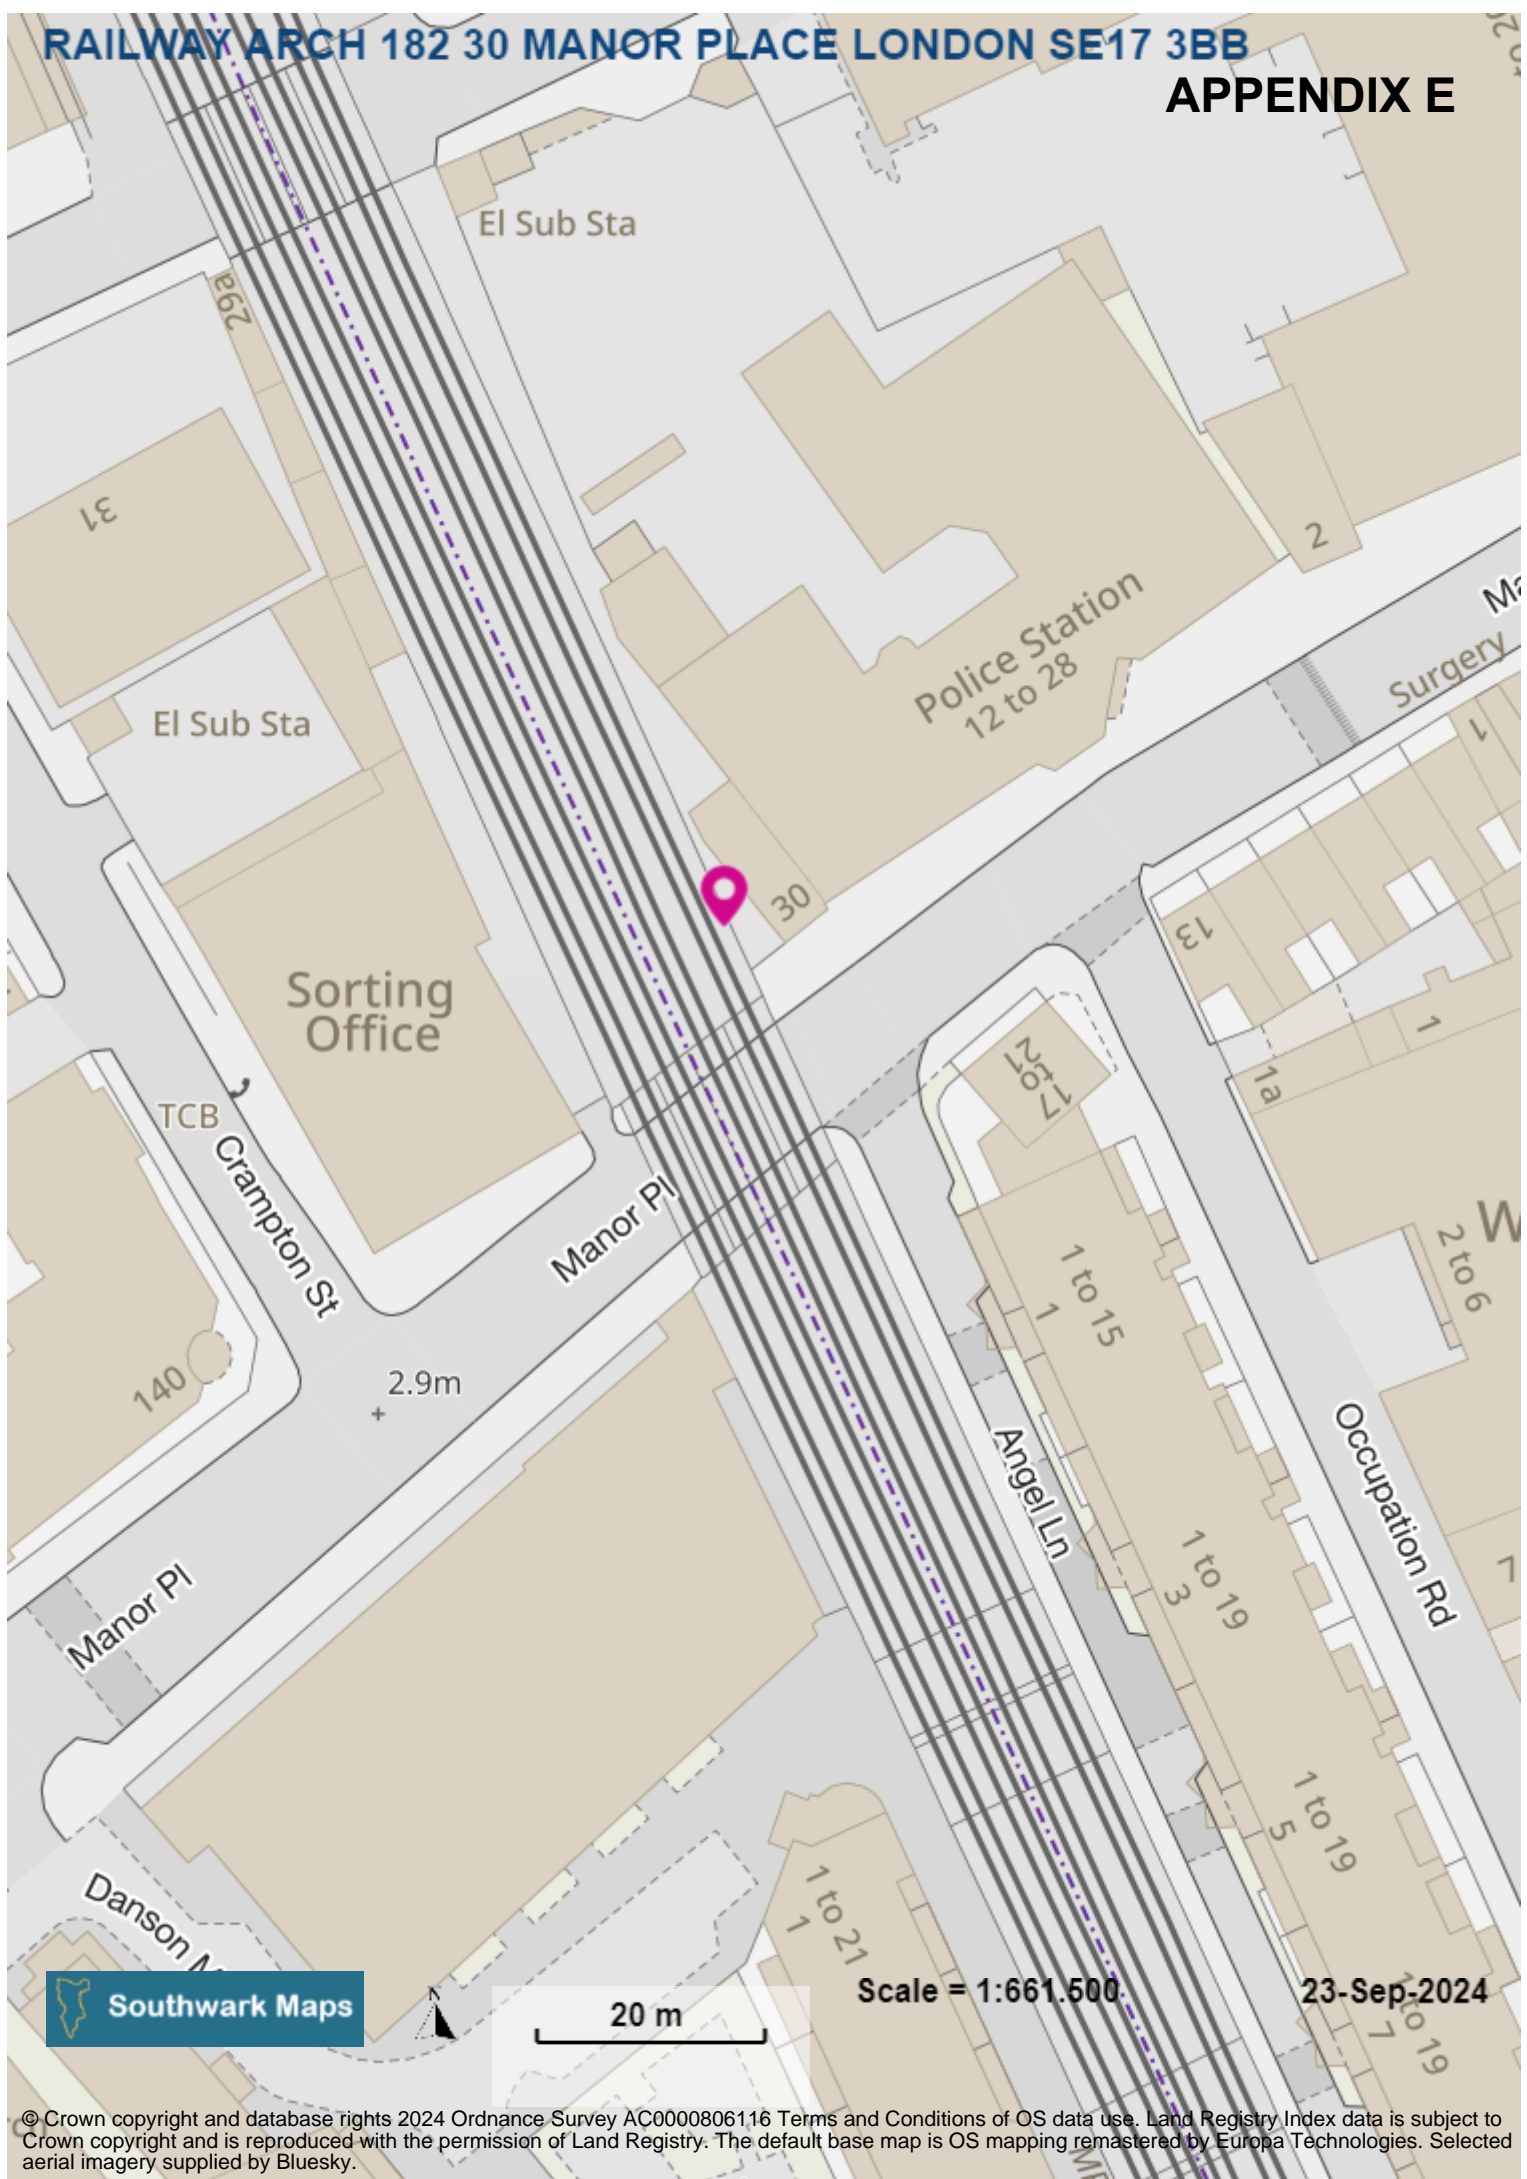 RAILWAY ARCH 182 30 MANOR PLACE LONDON SE17 3BB
APPENDIX E
El Sub Sta
29a
31
2
Police Station
12 to 28
Surgery
1
El Sub Sta
30
13
Sorting
Office
1
1a
17
to
21
TCB
Crampton St
Manor Pl
2 to 6
1 to 15
1
140
2.9m
Angel Ln
Occupation Rd
1 to 19
3
7
Manor Pl
1 to 19
5
Danson
1 to 21
1
Southwark Maps
N
20 m
Scale = 1:661.500
23-Sep-2024
1 to 19
7
© Crown copyright and database rights 2024 Ordnance Survey AC0000806116 Terms and Conditions of OS data use. Land Registry Index data is subject to
Crown copyright and is reproduced with the permission of Land Registry. The default base map is OS mapping remastered by Europa Technologies. Selected
aerial imagery supplied by Bluesky.